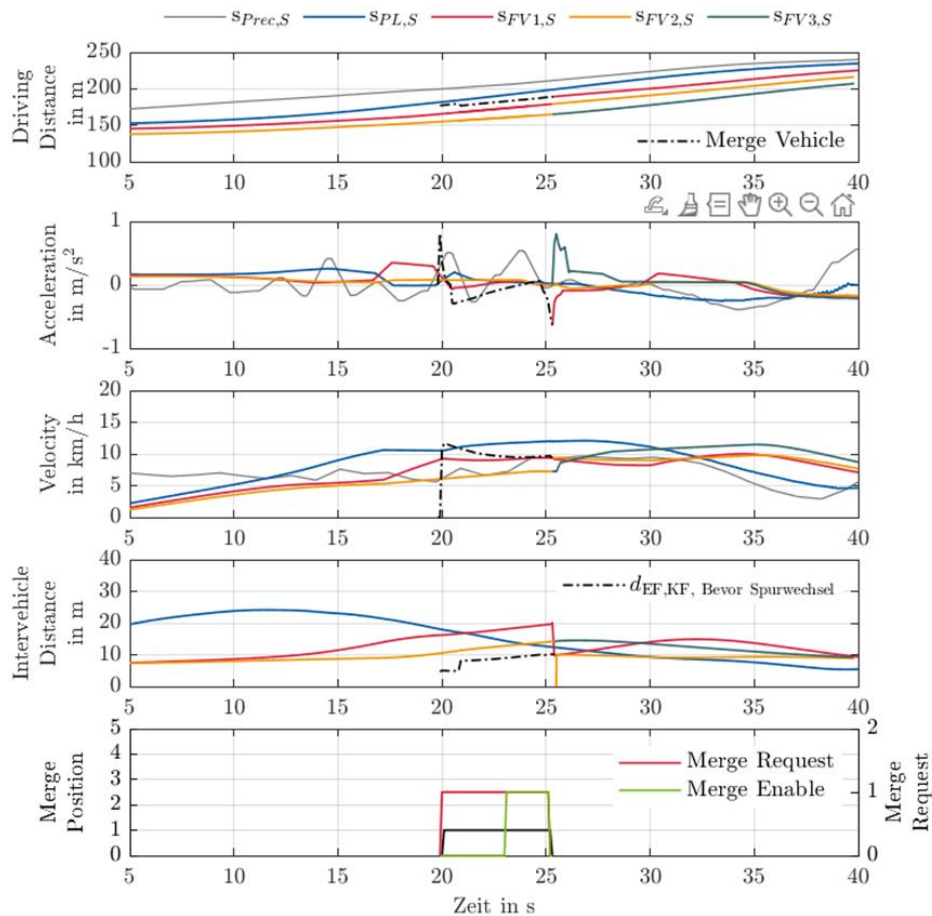 s_Prec,S s_PL,S s_FV1,S s_FV2,S s_FV3,S
Driving
Distance
in m
250
200
150
100
Merge Vehicle
5 10 15 20 25 30 35 40
Acceleration
in m/s²
1
0
-1
5 10 15 20 25 30 35 40
Velocity
in km/h
20
15
10
5
0
5 10 15 20 25 30 35 40
Intervehicle
Distance
in m
40
30
20
10
0
d_EF,KF, Bevor Spurwechsel
5 10 15 20 25 30 35 40
Merge
Position
5
4
3
2
1
0
Merge Request
Merge Enable
2
1
0
Merge
Request
5 10 15 20 25 30 35 40
Zeit in s